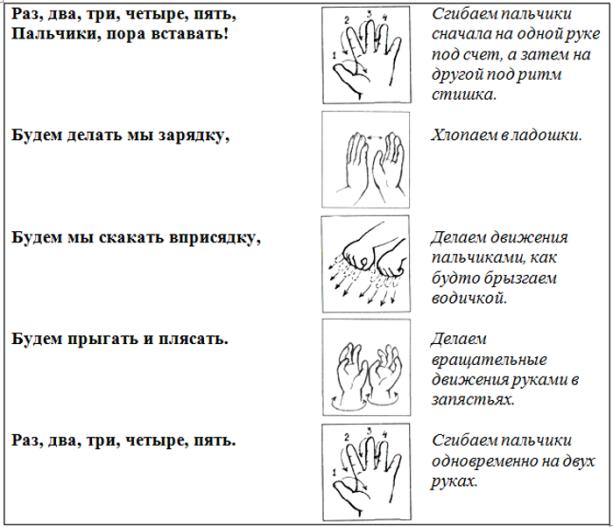 Раз, два, три, четыре, пять,
Пальчики, пора вставать!
1
2
3
4
Сгибаем пальчики
сначала на одной руке
под счет, а затем на
другой под ритм
стишка.
Будем делать мы зарядку,
Хлопаем в ладошки.
Будем мы скакать вприсядку,
Делаем движения
пальчиками, как
будто брызгаем
водичкой.
Будем прыгать и плясать.
Делаем
вращательные
движения руками в
запястьях.
Раз, два, три, четыре, пять.
1
2
3
4
Сгибаем пальчики
одновременно на двух
руках.